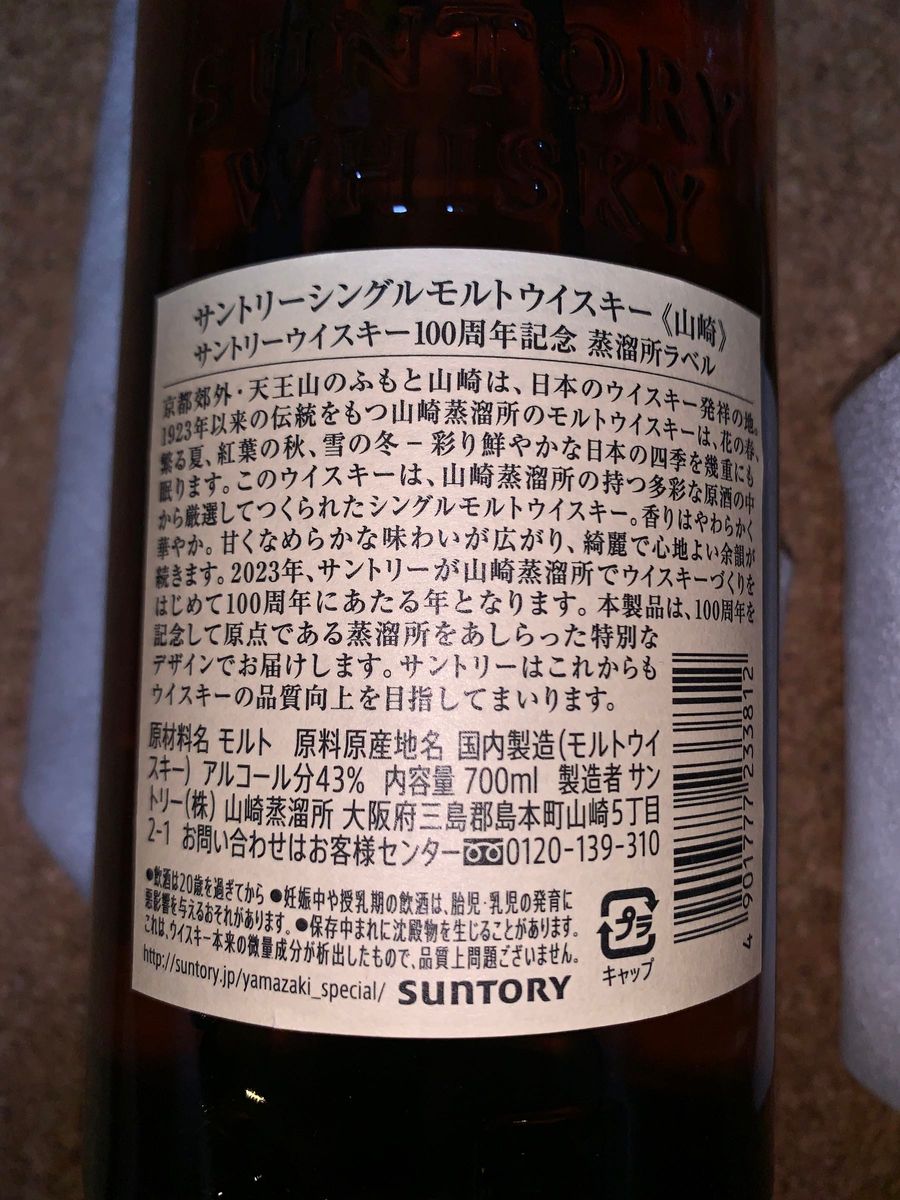 SUNTORY
WHISKY
サントリーシングルモルトウイスキー《山崎》
サントリーウイスキー100周年記念 蒸溜所ラベル
京都郊外・天王山のふもと山崎は、日本のウイスキー発祥の地。
1923年以来の伝統をもつ山崎蒸溜所のモルトウイスキーは、花の春、
繁る夏、紅葉の秋、雪の冬－彩り鮮やかな日本の四季を幾重にも
眠ります。このウイスキーは、山崎蒸溜所の持つ多彩な原酒の中
から厳選してつくられたシングルモルトウイスキー。香りはやわらかく
華やか。甘くなめらかな味わいが広がり、綺麗で心地よい余韻が
続きます。2023年、サントリーが山崎蒸溜所でウイスキーづくりを
はじめて100周年にあたる年となります。本製品は、100周年を
記念して原点である蒸溜所をあしらった特別な
デザインでお届けします。サントリーはこれからも
ウイスキーの品質向上を目指してまいります。
原材料名 モルト 原料原産地名 国内製造(モルトウイ
スキー) アルコール分43% 内容量 700ml 製造者 サン
トリー(株) 山崎蒸溜所 大阪府三島郡島本町山崎5丁目
2-1 お問い合わせはお客様センター0120-139-310
●飲酒は20歳を過ぎてから ●妊娠中や授乳期の飲酒は、胎児・乳児の発育に
悪影響を与えるおそれがあります。●保存中まれに沈殿物を生じることがあります。
これは、ウイスキー本来の微量成分が析出したもので、品質上問題ございません。
http://suntory.jp/yamazaki_special/ SUNTORY
プラ
キャップ
4 901777 233812